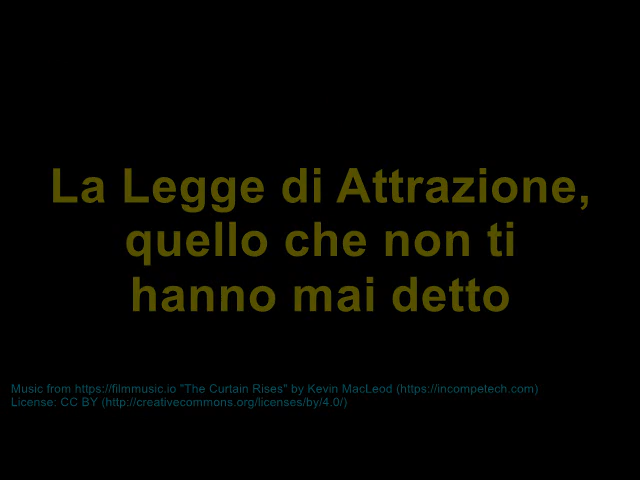 La Legge di Attrazione,
quello che non ti
hanno mai detto
Music from https://filmmusic.io "The Curtain Rises" by Kevin MacLeod (https://incompetech.com)
License: CC BY (http://creativecommons.org/licenses/by/4.0/)